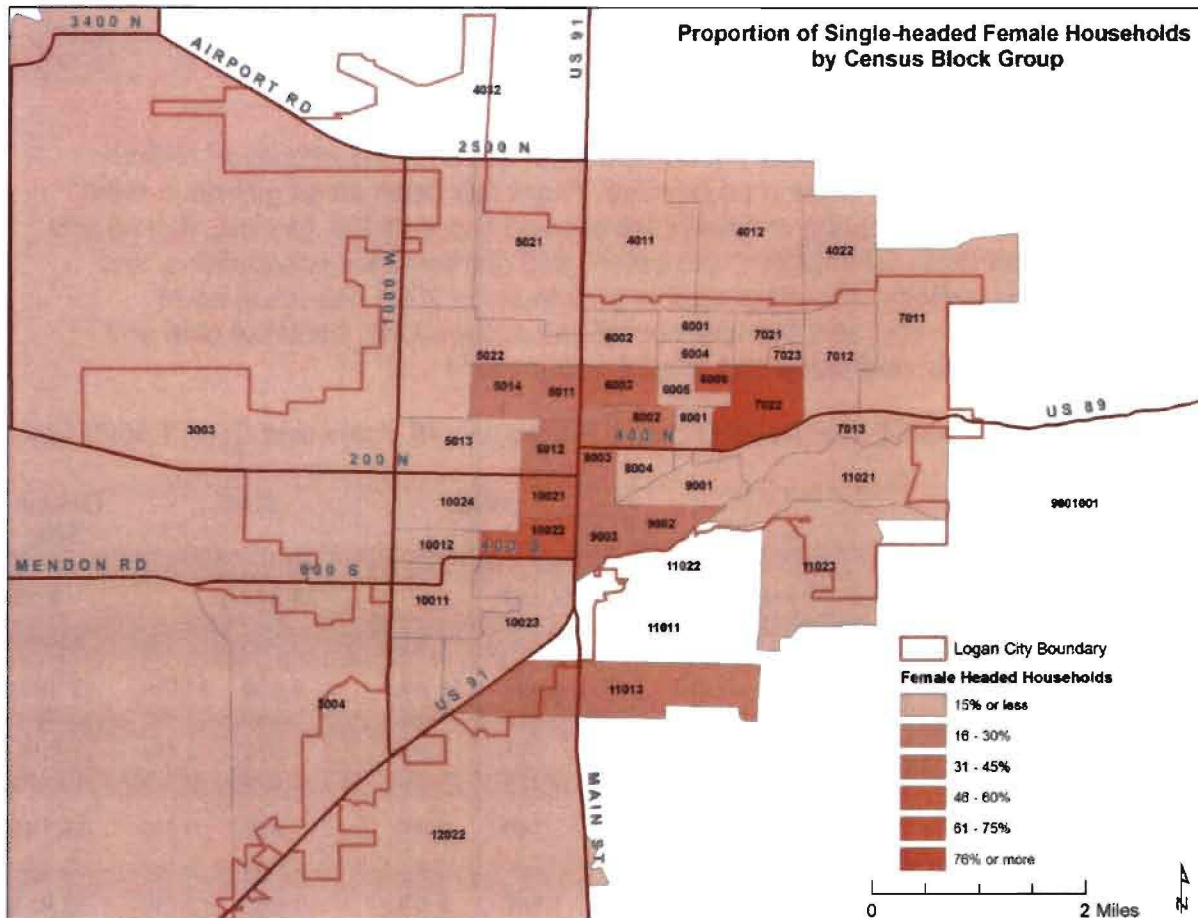 Proportion of Single-headed Female Households
by Census Block Group
3400 N
AIRPORT RD
US 91
4032
2500 N
5021
4011
4012
4022
1000 W
7011
6002
6001
7021
5022
6004
7023
7012
5014
5011
6003
6005
6006
7022
US 89
3003
5013
5012
8002
8001
7013
400 N
200 N
8003
8004
9001
11021
10024
10021
9801001
10022
9003
9002
10012
400 S
MENDON RD
600 S
11022
11023
10011
10023
11011
Logan City Boundary
Female Headed Households
15% or less
16 - 30%
31 - 45%
46 - 60%
61 - 75%
76% or more
11013
US 91
MAIN ST
12022
0 2 Miles
N